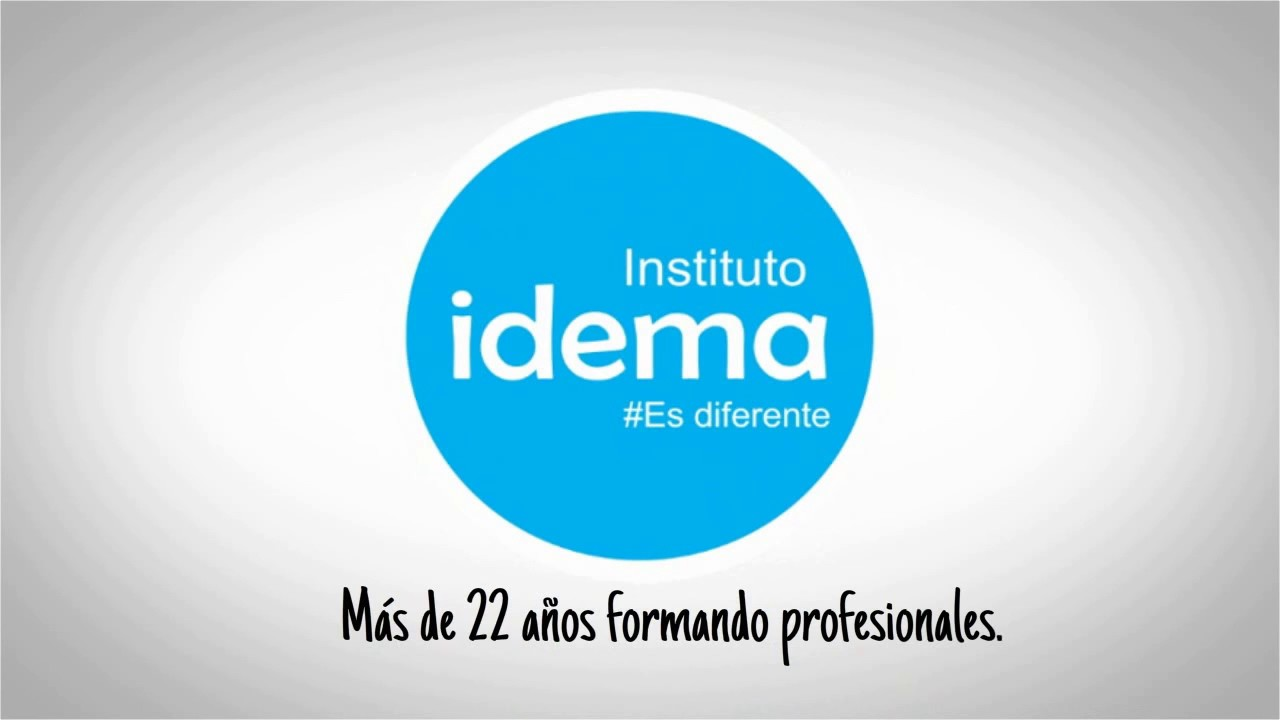 Instituto
idema
#Es diferente
Más de 22 años formando profesionales.